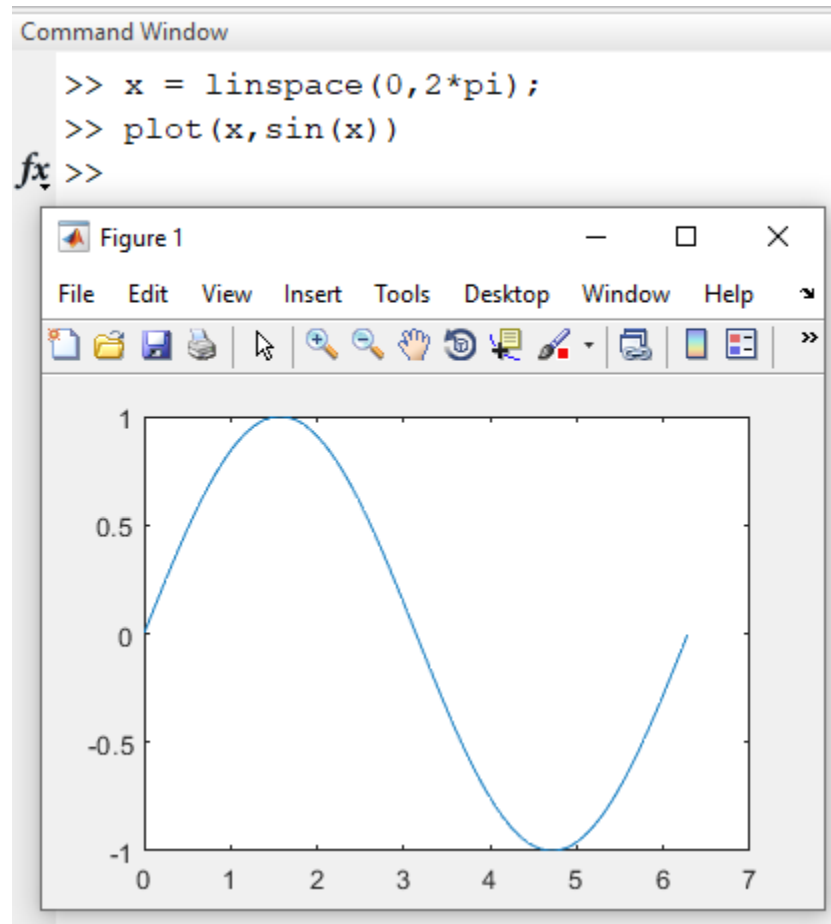 Command Window
>> x = linspace(0,2*pi);
>> plot(x,sin(x))
fx >>
Figure 1
File Edit View Insert Tools Desktop Window Help
1
0.5
0
-0.5
-1
0 1 2 3 4 5 6 7